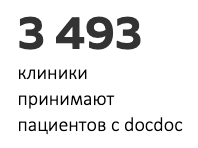 3 493
клиники
принимают
пациентов с docdoc